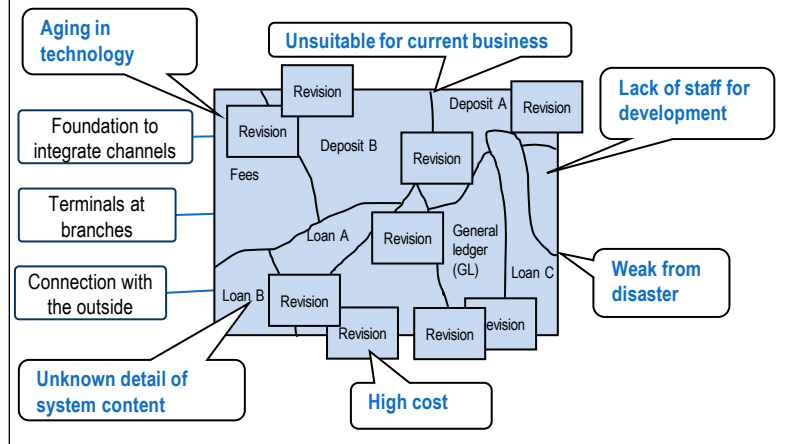 Aging in
technology
Unsuitable for current business
Lack of staff for
development
Revision
Deposit A
Revision
Revision
Foundation to
integrate channels
Deposit B
Revision
Fees
Terminals at
branches
Loan A
Revision
General
ledger
(GL)
Loan C
Weak from
disaster
Connection with
the outside
Loan B
Revision
Revision
Revision
evision
Unknown detail of
system content
High cost